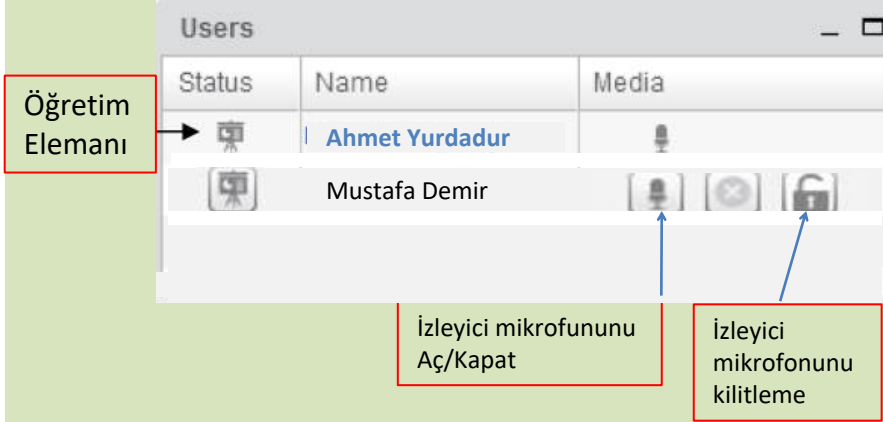 Users
Status Name Media
Öğretim
Elemanı
Ahmet Yurdadur
Mustafa Demir
İzleyici mikrofununu
Aç/Kapat
İzleyici
mikrofonunu
kilitleme